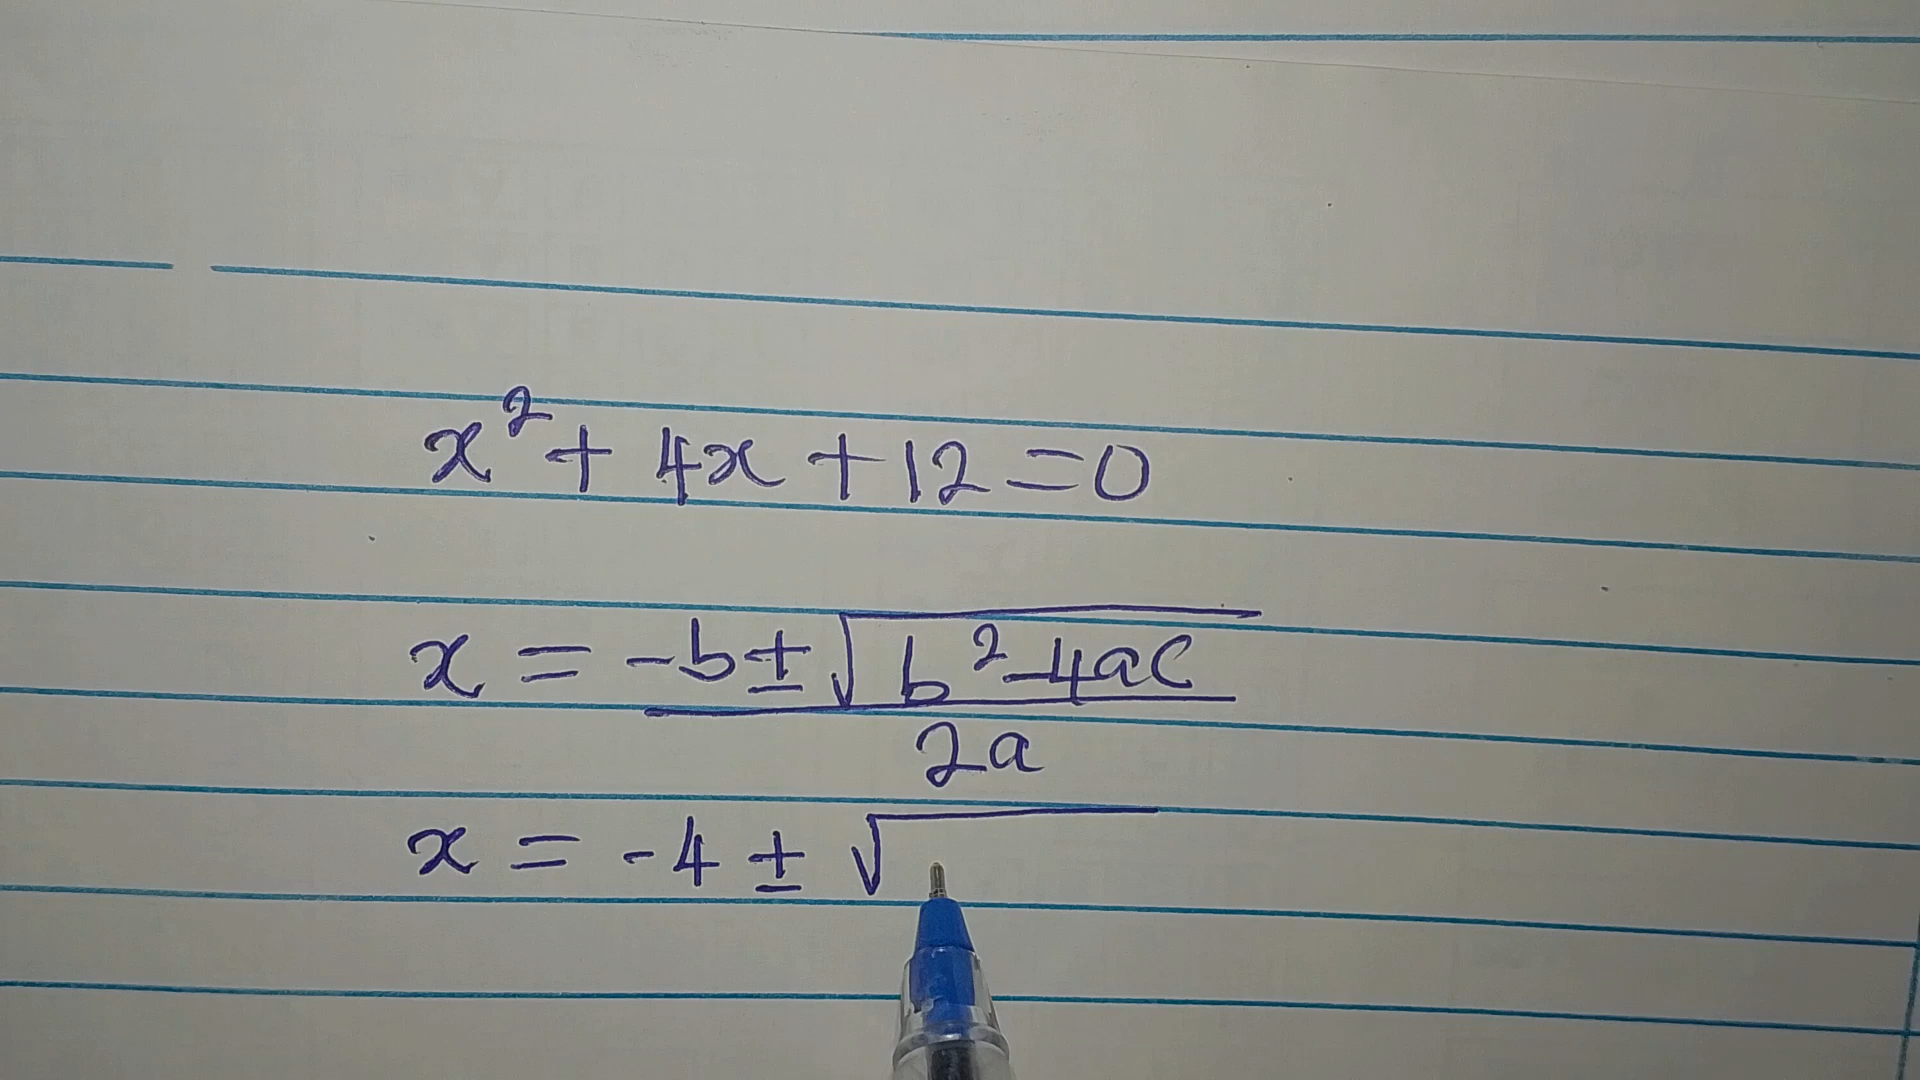 x² + 4x + 12 = 0
x = -b ± √b² - 4ac
2a
x = -4 ± √